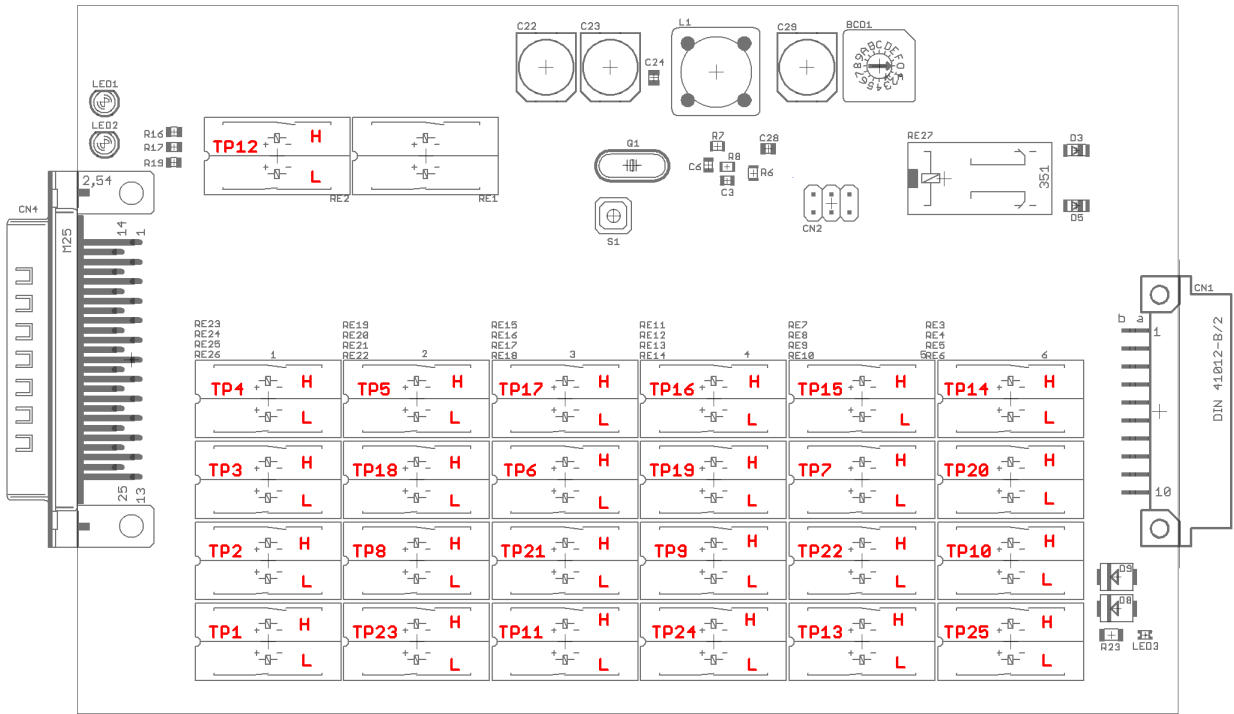 C22 C23 L1 C29 BCD1
C24
LED1
LED2
R16
R17
R19
TP12 H
L
RE2 RE1
Q1
S1
R7
C28
C6 R8
R6
C3
CN2
RE27
351
D3
D5
CN4
2,54
M25
14 1
25 13
CN1
b a
1
10
DIN 41012-B/2
RE23 RE19 RE15 RE11 RE7 RE3
RE24 RE20 RE16 RE12 RE8 RE4
RE25 RE21 RE17 RE13 RE9 RE5
RE26 RE22 RE18 RE14 RE10 RE6
1 2 3 4 5 6
TP4 H TP5 H TP17 H TP16 H TP15 H TP14 H
L L L L L L
TP3 H TP18 H TP6 H TP19 H TP7 H TP20 H
L L L L L L
TP2 H TP8 H TP21 H TP9 H TP22 H TP10 H
L L L L L L
TP1 H TP23 H TP11 H TP24 H TP13 H TP25 H
L L L L L L
D9
D8
R23 LED3